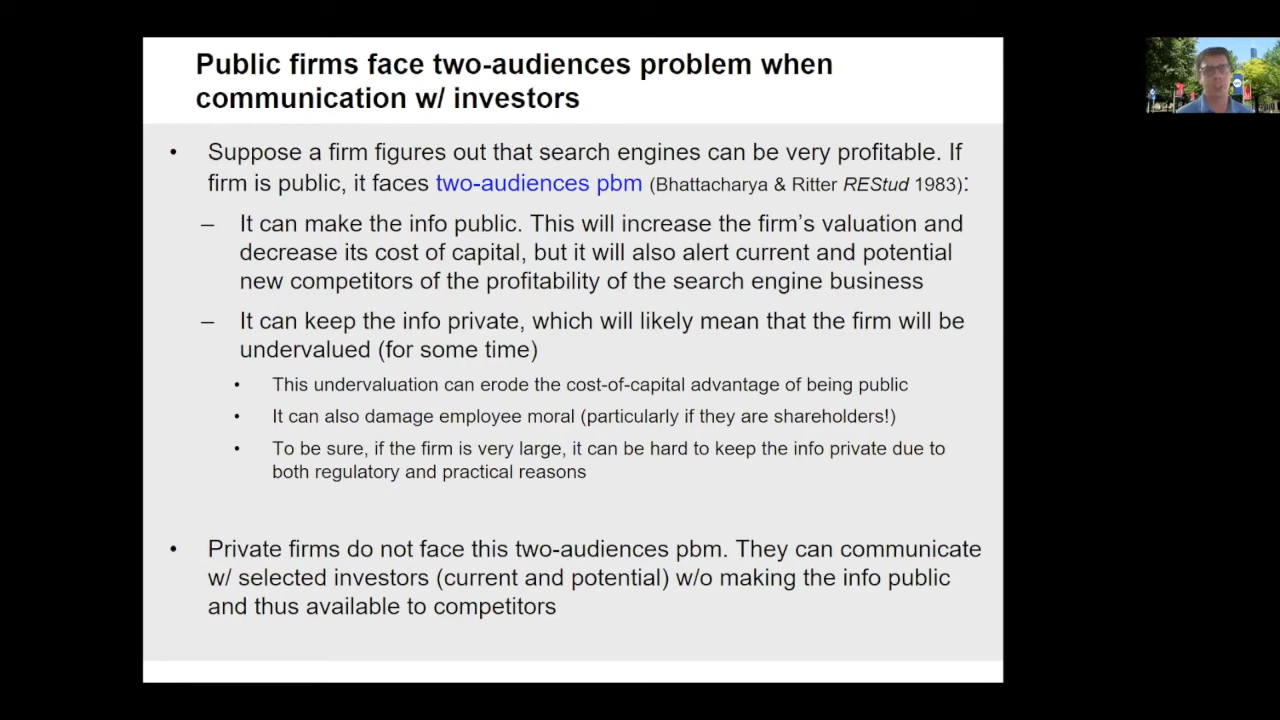 Public firms face two-audiences problem when
communication w/ investors
• Suppose a firm figures out that search engines can be very profitable. If
firm is public, it faces two-audiences pbm (Bhattacharya & Ritter REStud 1983):
– It can make the info public. This will increase the firm’s valuation and
decrease its cost of capital, but it will also alert current and potential
new competitors of the profitability of the search engine business
– It can keep the info private, which will likely mean that the firm will be
undervalued (for some time)
• This undervaluation can erode the cost-of-capital advantage of being public
• It can also damage employee moral (particularly if they are shareholders!)
• To be sure, if the firm is very large, it can be hard to keep the info private due to
both regulatory and practical reasons
• Private firms do not face this two-audiences pbm. They can communicate
w/ selected investors (current and potential) w/o making the info public
and thus available to competitors